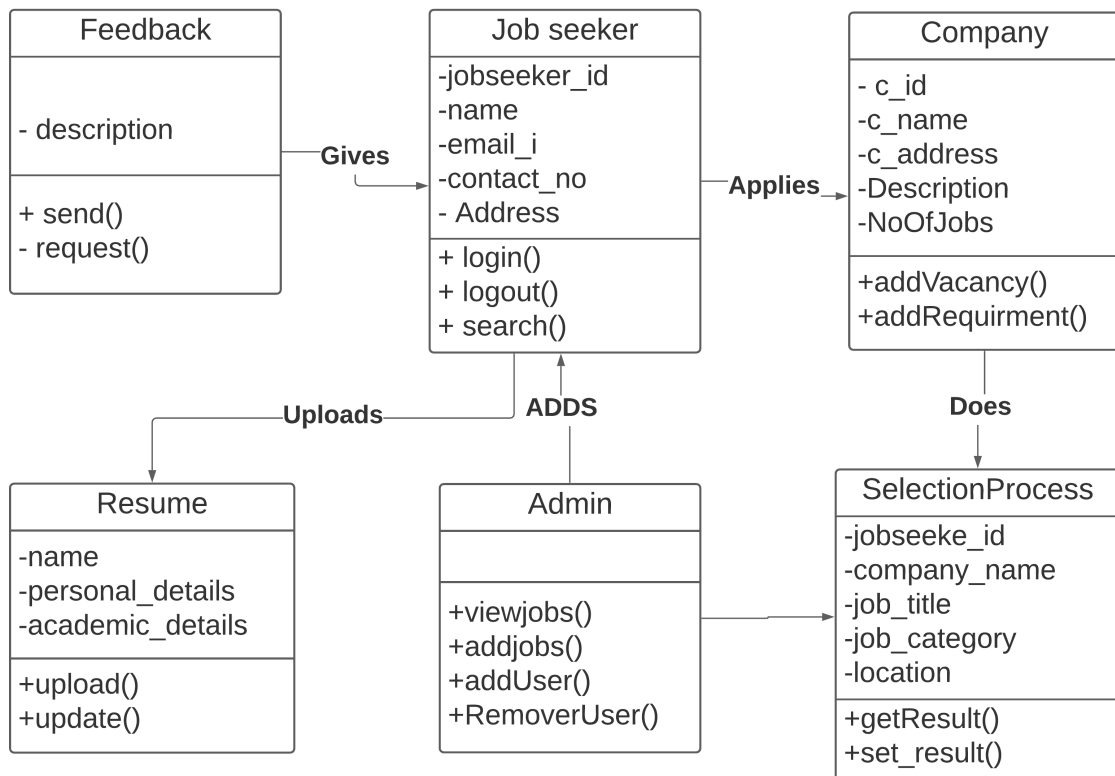 Feedback
- description
+ send()
- request()
Gives
Job seeker
-jobseeker_id
-name
-email_i
-contact_no
- Address
+ login()
+ logout()
+ search()
Applies
Company
- c_id
-c_name
-c_address
-Description
-NoOfJobs
+addVacancy()
+addRequirment()
Uploads
ADDS
Does
Resume
-name
-personal_details
-academic_details
+upload()
+update()
Admin
+viewjobs()
+addjobs()
+addUser()
+RemoverUser()
SelectionProcess
-jobseeke_id
-company_name
-job_title
-job_category
-location
+getResult()
+set_result()